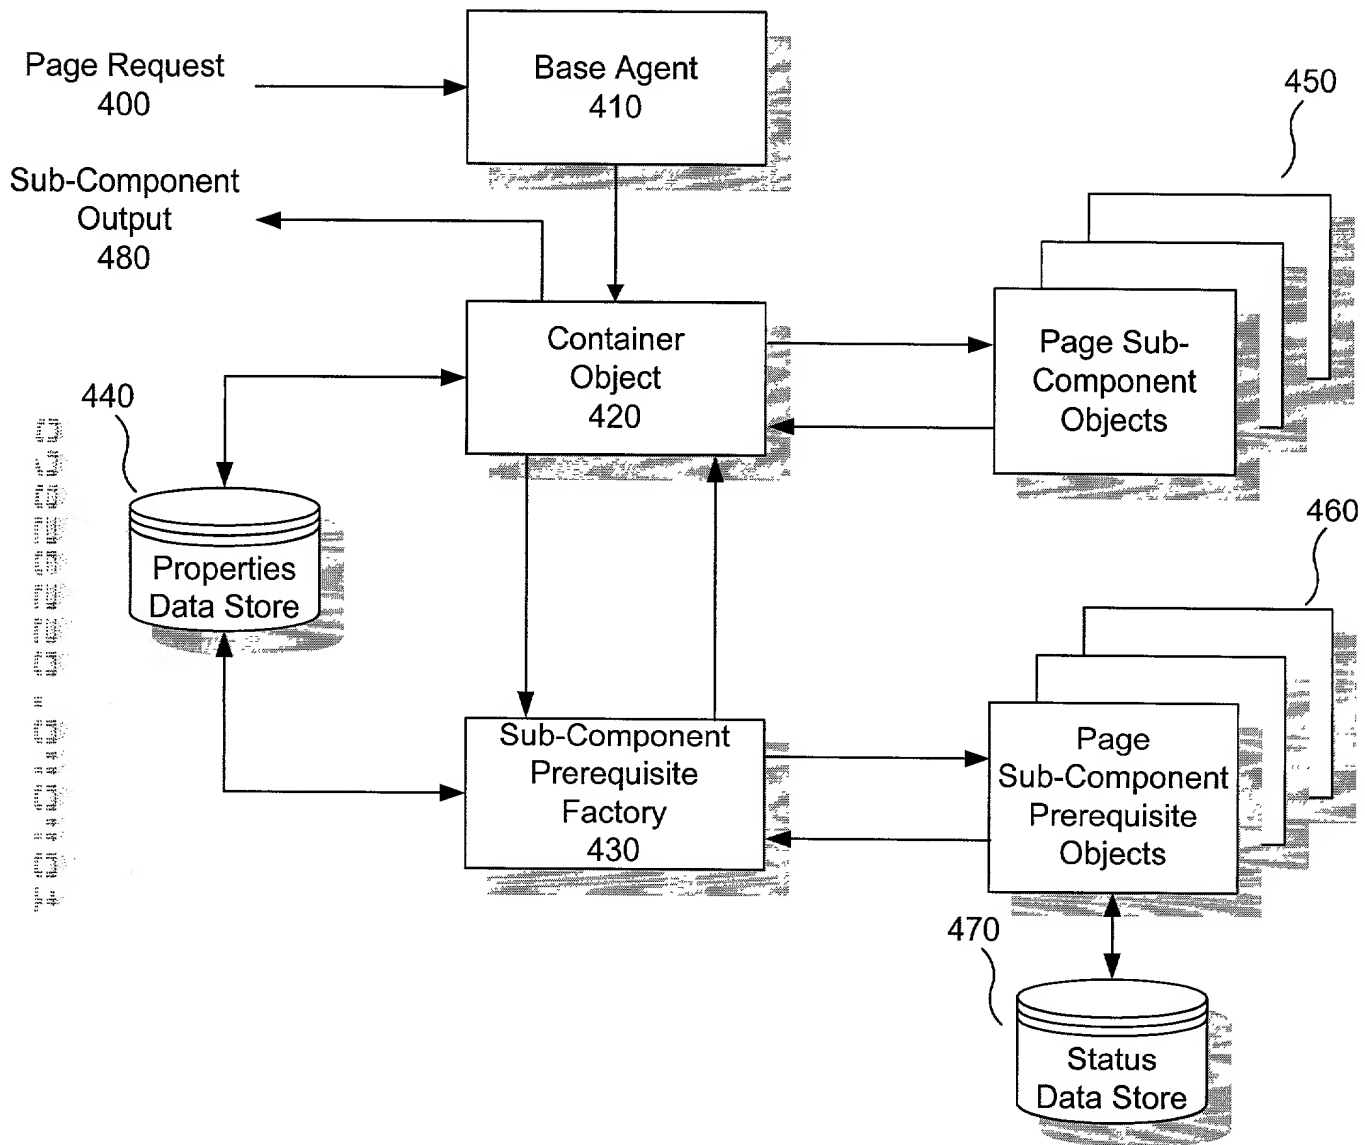 Page Request
400
Base Agent
410
450
Sub-Component
Output
480
Container
Object
420
Page Sub-
Component
Objects
440
Properties
Data Store
460
Sub-Component
Prerequisite
Factory
430
Page
Sub-Component
Prerequisite
Objects
470
Status
Data Store